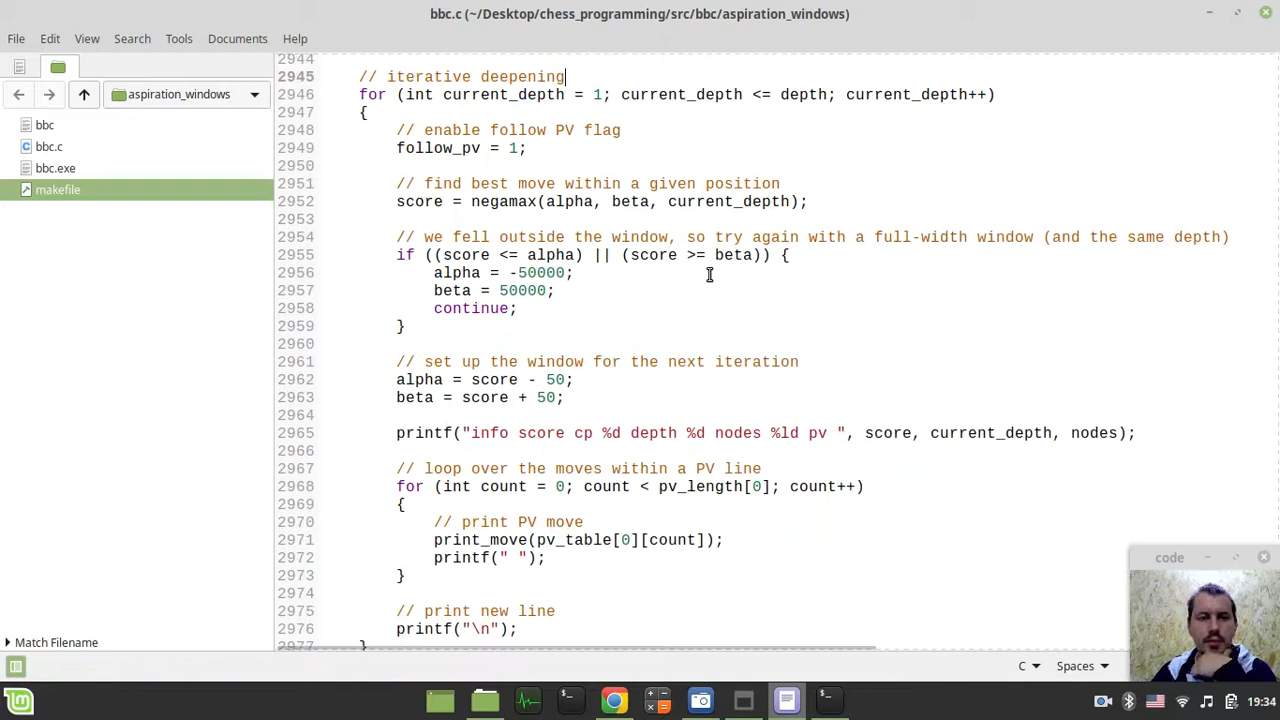 bbc.c (~/Desktop/chess_programming/src/bbc/aspiration_windows)
File Edit View Search Tools Documents Help
aspiration_windows
bbc
bbc.c
bbc.exe
makefile
Match Filename
2944
2945 // iterative deepening
2946 for (int current_depth = 1; current_depth <= depth; current_depth++)
2947 {
2948 // enable follow PV flag
2949 follow_pv = 1;
2950
2951 // find best move within a given position
2952 score = negamax(alpha, beta, current_depth);
2953
2954 // we fell outside the window, so try again with a full-width window (and the same depth)
2955 if ((score <= alpha) || (score >= beta)) {
2956 alpha = -50000;
2957 beta = 50000;
2958 continue;
2959 }
2960
2961 // set up the window for the next iteration
2962 alpha = score - 50;
2963 beta = score + 50;
2964
2965 printf("info score cp %d depth %d nodes %ld pv ", score, current_depth, nodes);
2966
2967 // loop over the moves within a PV line
2968 for (int count = 0; count < pv_length[0]; count++)
2969 {
2970 // print PV move
2971 print_move(pv_table[0][count]);
2972 printf(" ");
2973 }
2974
2975 // print new line
2976 printf("\n");
2977 }
code
C Spaces
19:34